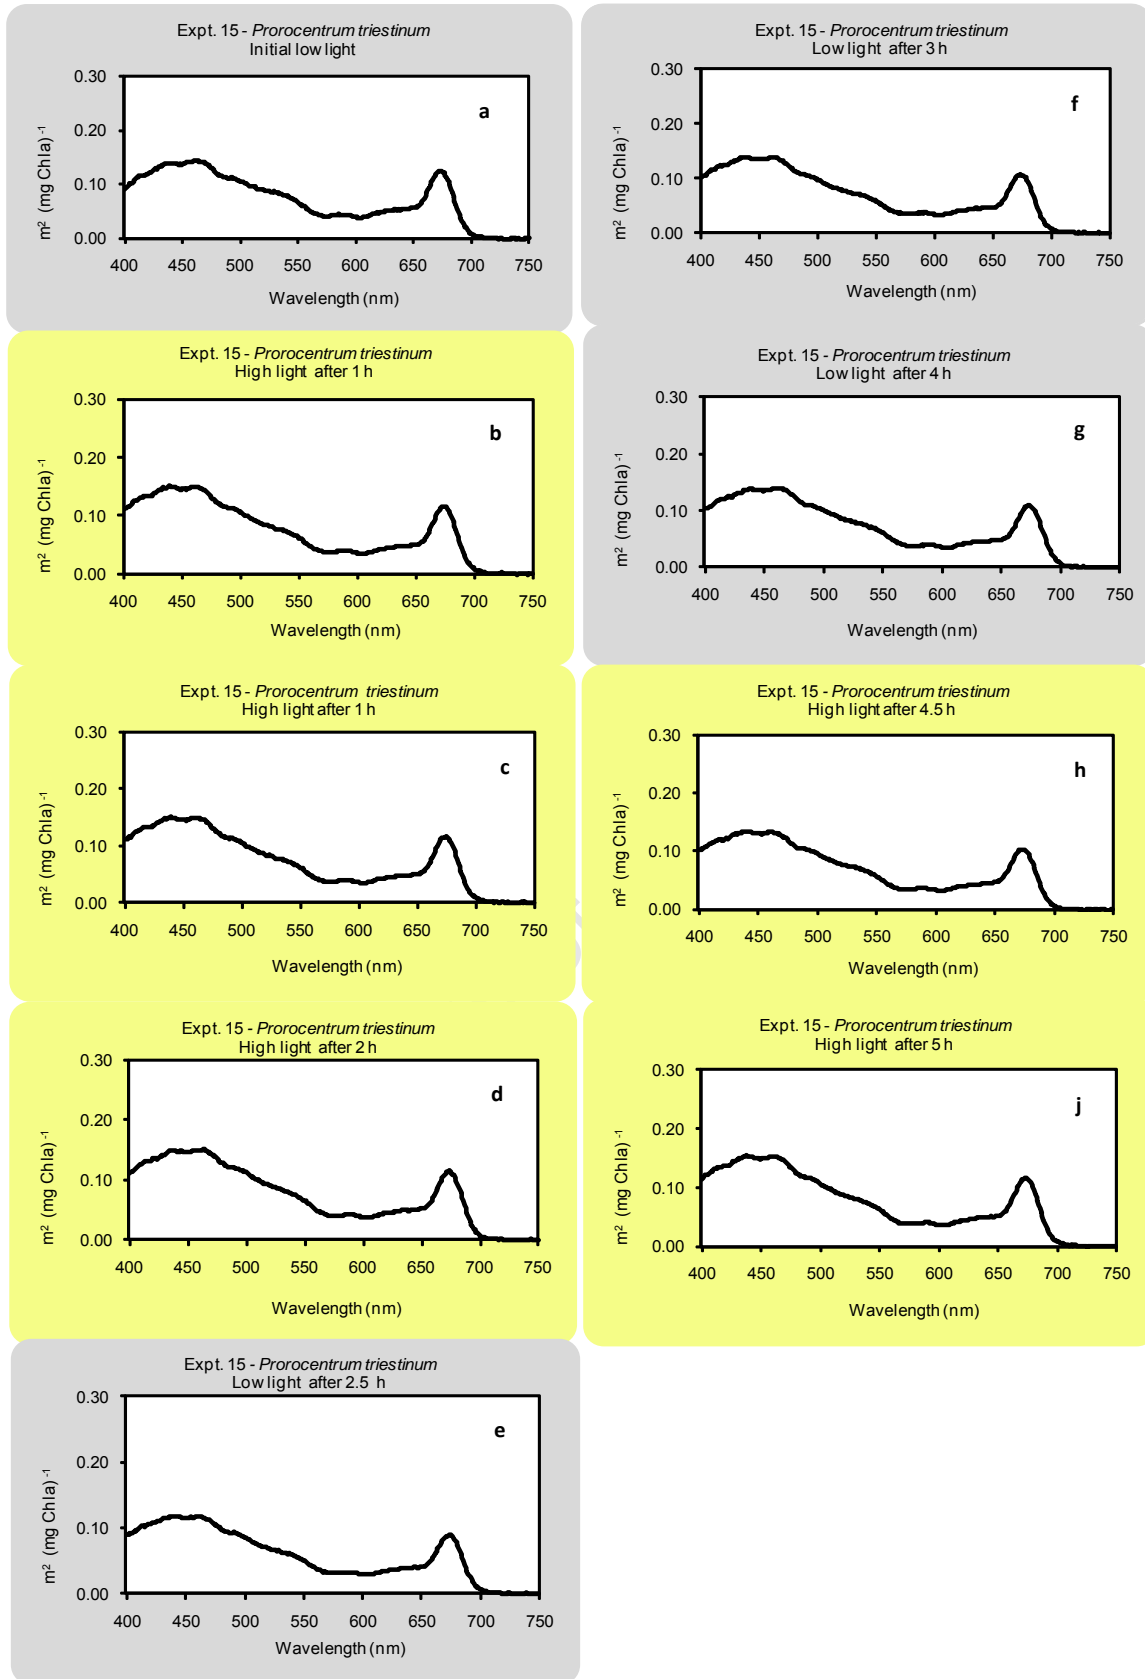 Expt. 15 - Prorocentrum triestinum
Initial low light
0.30
0.20
0.10
0.00
m² (mg Chla)⁻¹
a
400 450 500 550 600 650 700 750
Wavelength (nm)
Expt. 15 - Prorocentrum triestinum
High light after 1 h
0.30
0.20
0.10
0.00
m² (mg Chla)⁻¹
b
400 450 500 550 600 650 700 750
Wavelength (nm)
Expt. 15 - Prorocentrum triestinum
High light after 1 h
0.30
0.20
0.10
0.00
m² (mg Chla)⁻¹
c
400 450 500 550 600 650 700 750
Wavelength (nm)
Expt. 15 - Prorocentrum triestinum
High light after 2 h
0.30
0.20
0.10
0.00
m² (mg Chla)⁻¹
d
400 450 500 550 600 650 700 750
Wavelength (nm)
Expt. 15 - Prorocentrum triestinum
Low light after 2.5 h
0.30
0.20
0.10
0.00
m² (mg Chla)⁻¹
e
400 450 500 550 600 650 700 750
Wavelength (nm)
Expt. 15 - Prorocentrum triestinum
Low light after 3 h
0.30
0.20
0.10
0.00
m² (mg Chla)⁻¹
f
400 450 500 550 600 650 700 750
Wavelength (nm)
Expt. 15 - Prorocentrum triestinum
Low light after 4 h
0.30
0.20
0.10
0.00
m² (mg Chla)⁻¹
g
400 450 500 550 600 650 700 750
Wavelength (nm)
Expt. 15 - Prorocentrum triestinum
High light after 4.5 h
0.30
0.20
0.10
0.00
m² (mg Chla)⁻¹
h
400 450 500 550 600 650 700 750
Wavelength (nm)
Expt. 15 - Prorocentrum triestinum
High light after 5 h
0.30
0.20
0.10
0.00
m² (mg Chla)⁻¹
j
400 450 500 550 600 650 700 750
Wavelength (nm)